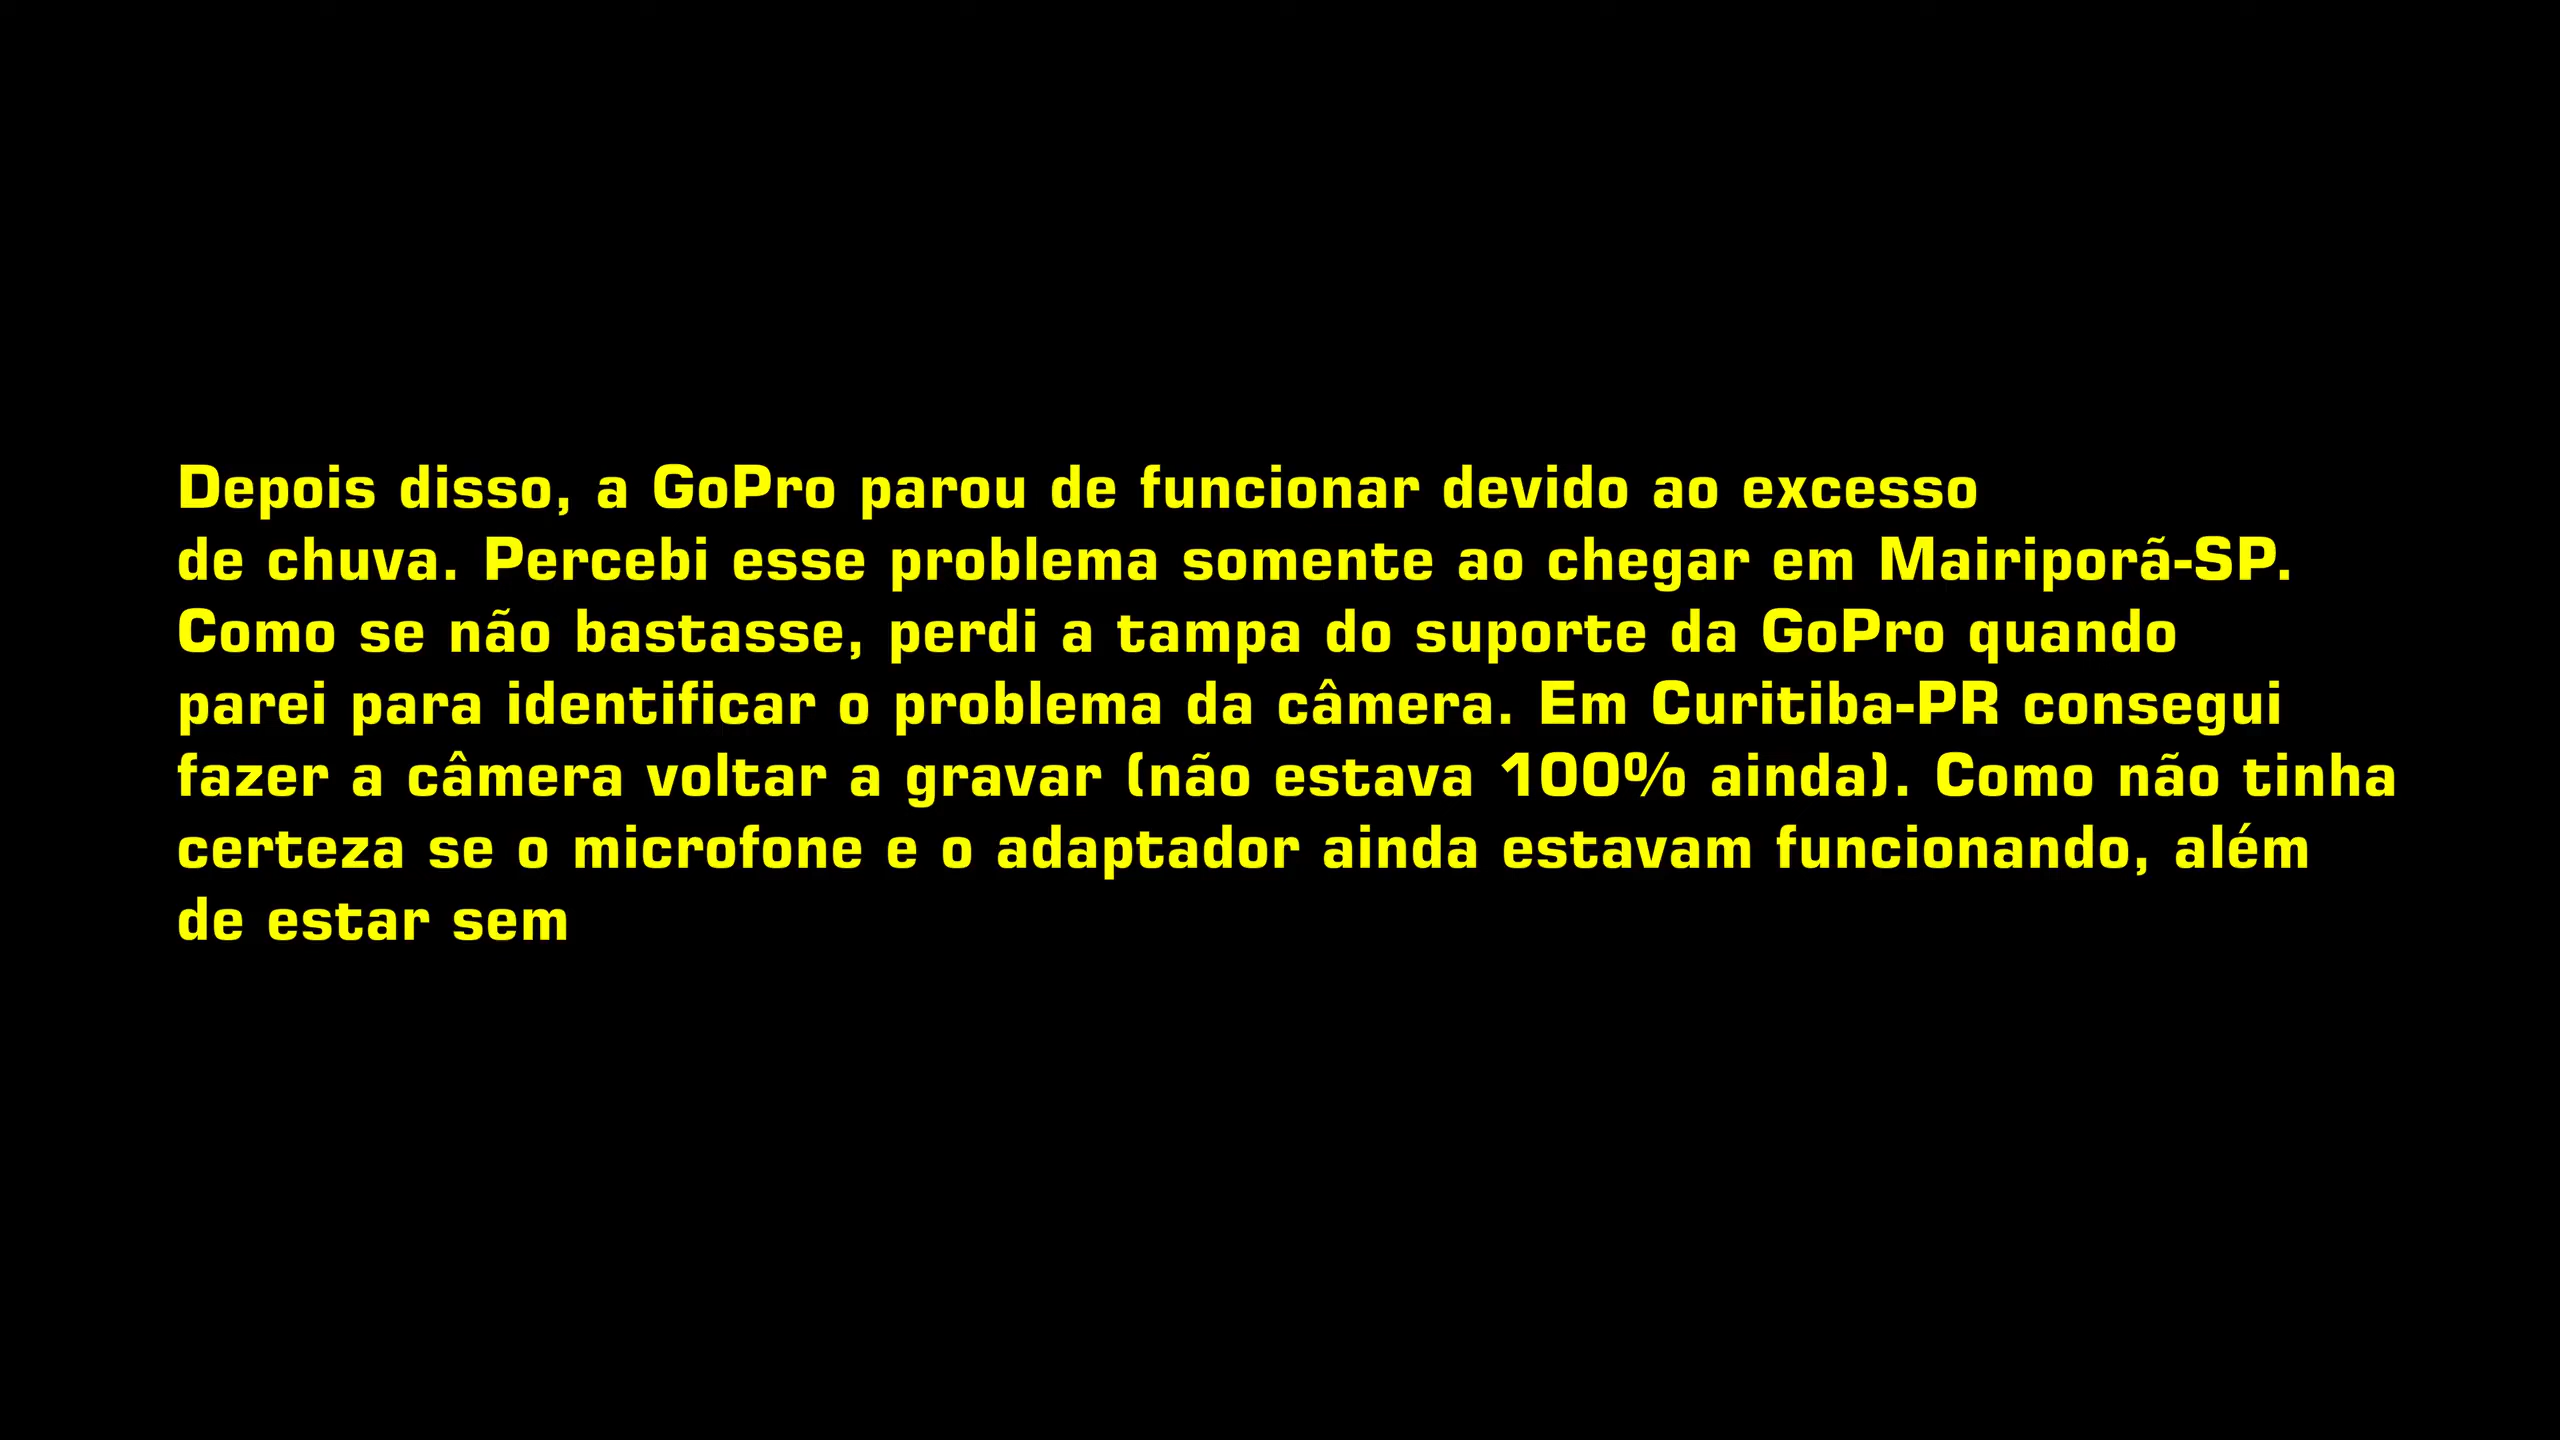 Depois disso, a GoPro parou de funcionar devido ao excesso
de chuva. Percebi esse problema somente ao chegar em Mairiporã-SP.
Como se não bastasse, perdi a tampa do suporte da GoPro quando
parei para identificar o problema da câmera. Em Curitiba-PR consegui
fazer a câmera voltar a gravar (não estava 100% ainda). Como não tinha
certeza se o microfone e o adaptador ainda estavam funcionando, além
de estar sem